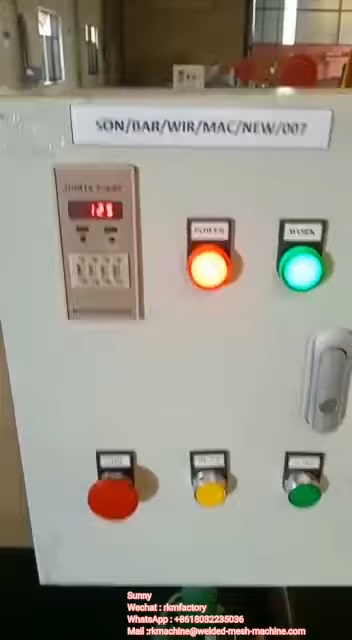 SON/BAR/WIR/MAC/NEW/007
POWER
WORK
Sunny
Wechat : rkmfactory
WhatsApp : +8618032235036
Mail :rkmachine@welded-mesh-machine.com